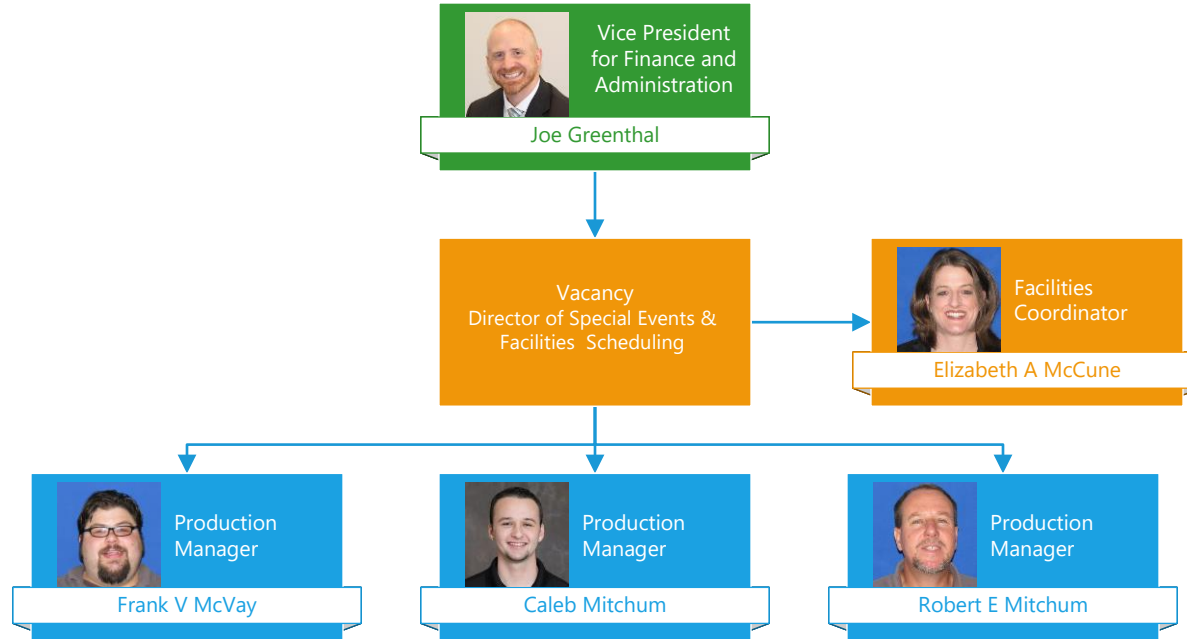 Vice President
for Finance and
Administration
Joe Greenthal
Vacancy
Director of Special Events &
Facilities Scheduling
Facilities
Coordinator
Elizabeth A McCune
Production
Manager
Frank V McVay
Production
Manager
Caleb Mitchum
Production
Manager
Robert E Mitchum